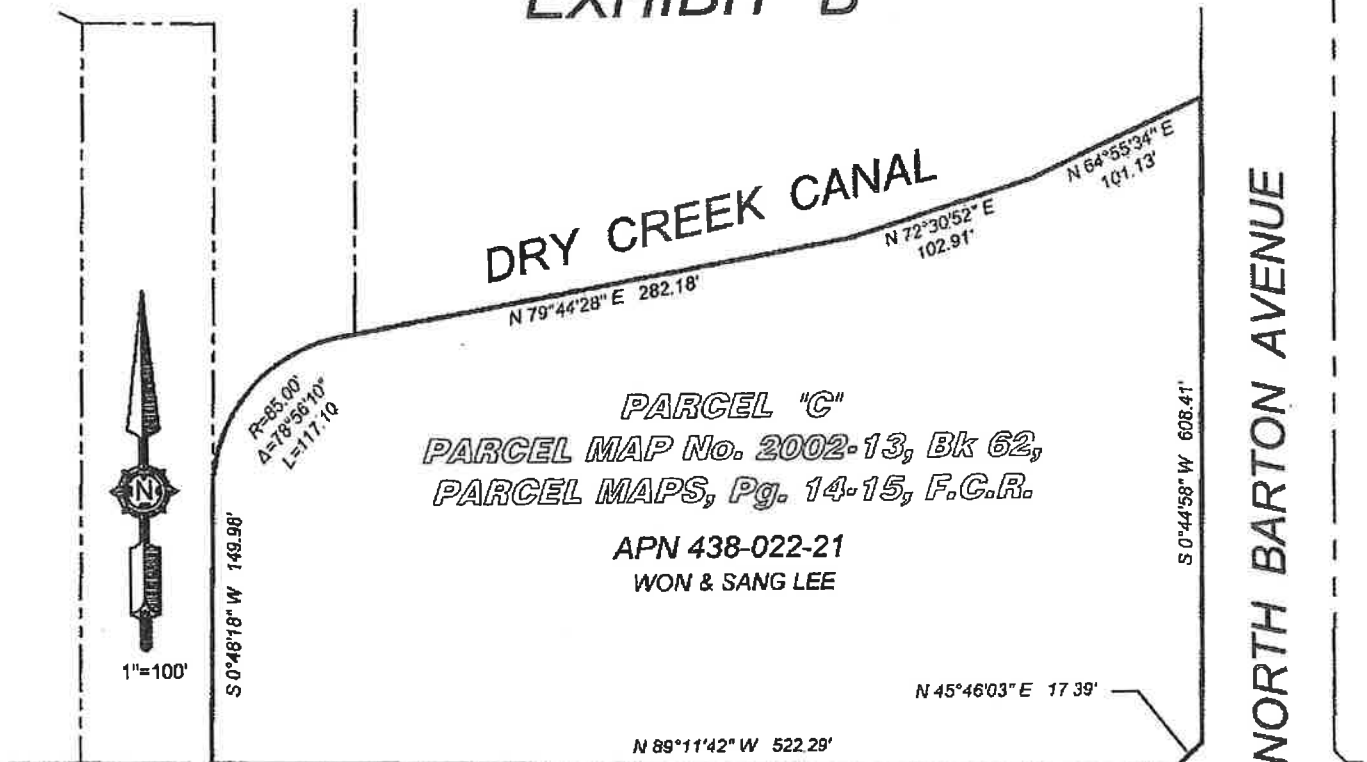 EXHIBIT "B"
N 64°55'34" E
101.13'
DRY CREEK CANAL
N 72°30'52" E
102.91'
N 79°44'28" E 282.18'
R=85.00'
Δ=78°56'10"
L=117.10
PARCEL "C"
PARCEL MAP No. 2002-13, Bk 62,
PARCEL MAPS, Pg. 14-15, F.C.R.
APN 438-022-21
WON & SANG LEE
S 0°44'58" W 608.41'
NORTH BARTON AVENUE
N
1"=100'
S 0°48'18" W 149.98'
N 45°46'03" E 17 39'
N 89°11'42" W 522.29'